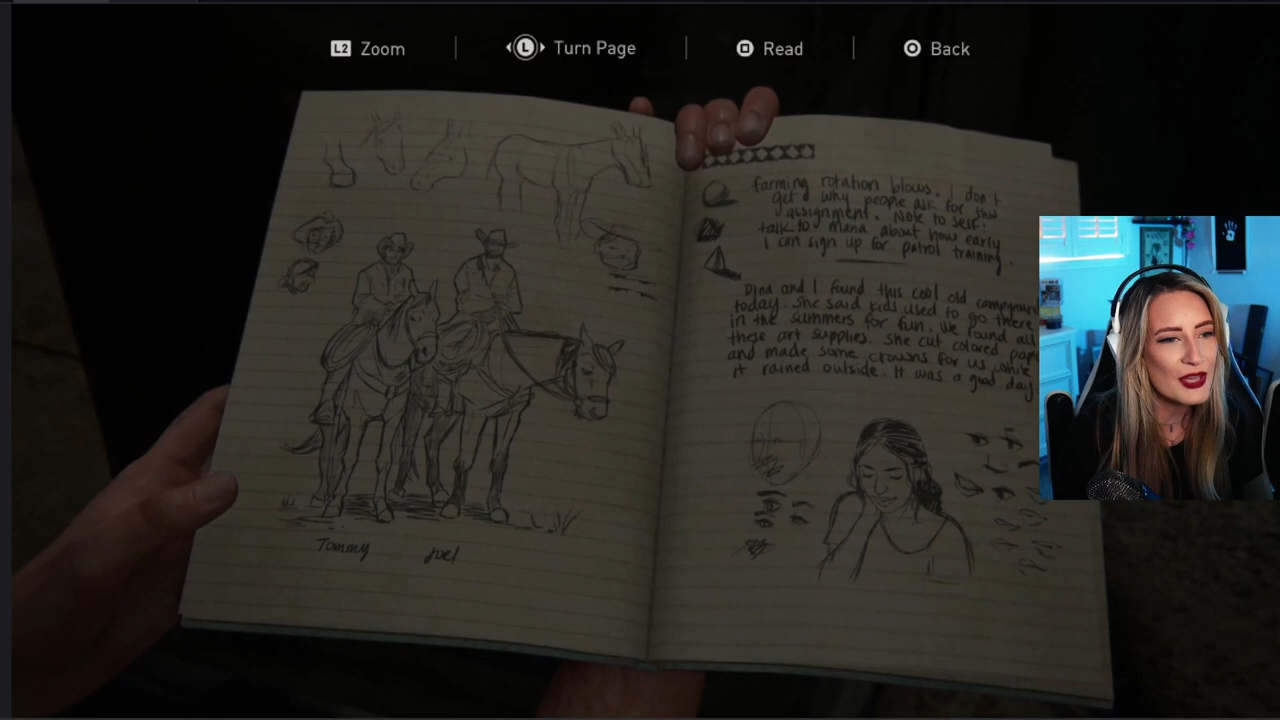 L2 Zoom
L Turn Page
Read
Back
farming rotation blows. I don't
get why people ask for this
assignment. Note to self:
talk to Maria about how early
I can sign up for patrol training.
Dina and I found this cool old
today. She said kids used to go there
in the summers for fun. We found all
these art supplies. She cut colored
and made some crowns for us while
it rained outside. It was a good day
Tommy Joel